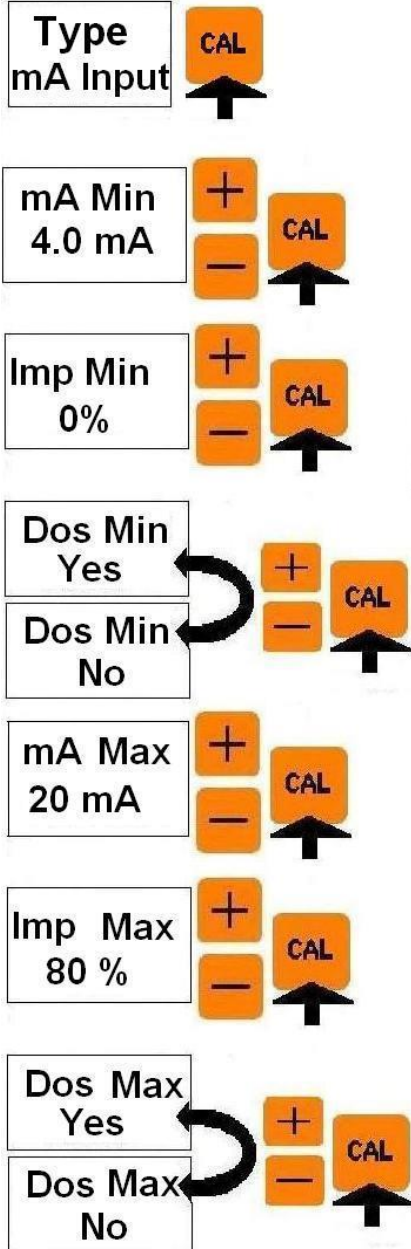 Type
mA Input
CAL
mA Min
4.0 mA
+
−
CAL
Imp Min
0%
+
−
CAL
Dos Min
Yes
Dos Min
No
+
−
CAL
mA Max
20 mA
+
−
CAL
Imp Max
80 %
+
−
CAL
Dos Max
Yes
Dos Max
No
+
−
CAL